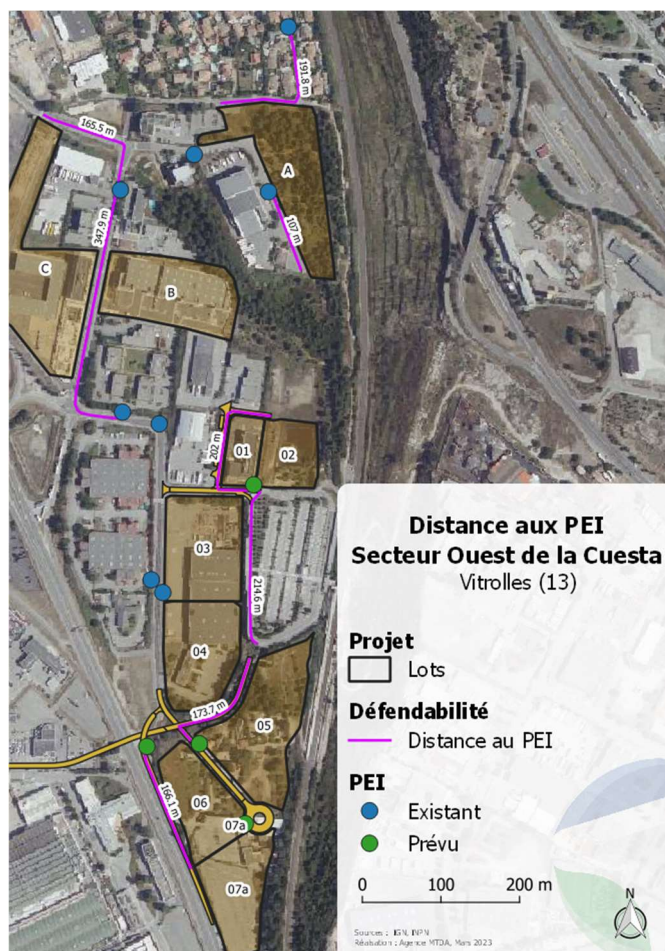 191.8 m
165.5 m
A
347.9 m
107 m
C
B
202 m
01
02
03
214.6 m
04
173.7 m
05
166.1 m
06
07a
07a
Distance aux PEI
Secteur Ouest de la Cuesta
Vitrolles (13)
Projet
Lots
Défendabilité
Distance au PEI
PEI
Existant
Prévu
0 100 200 m
N
Sources : IGN, INPN
Réalisation : Agence MTDA, Mars 2023